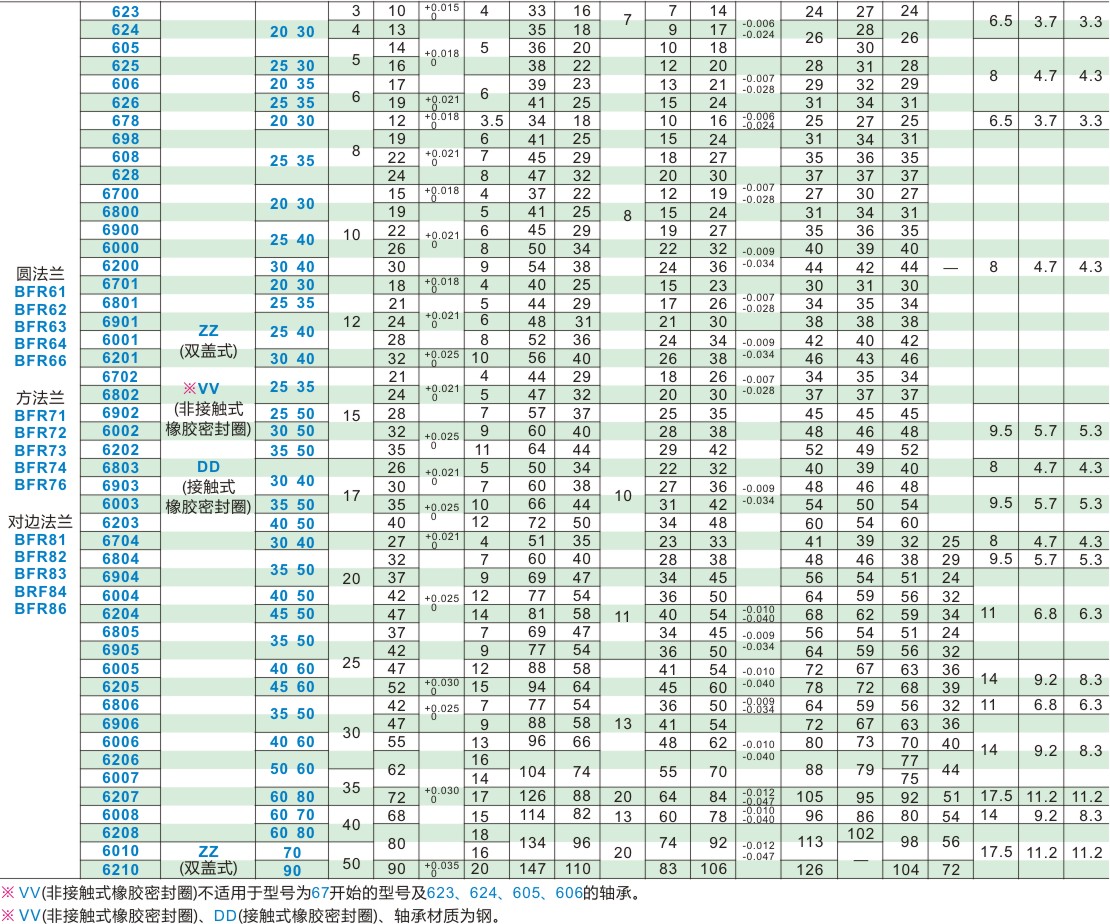 623 3 10 +0.015 0 4 33 16 7 7 14 24 27 24 6.5 3.7 3.3
624 20 30 4 13 35 18 9 17 -0.006 -0.024 26 28 26
605 5 14 +0.018 0 5 36 20 10 18 30
625 25 30 16 38 22 12 20 28 31 28 8 4.7 4.3
606 20 35 6 17 6 39 23 13 21 -0.007 -0.028 29 32 29
626 25 35 19 +0.021 0 41 25 15 24 31 34 31
678 20 30 8 12 +0.018 0 3.5 34 18 10 16 -0.006 -0.024 25 27 25 6.5 3.7 3.3
698 25 35 19 6 41 25 15 24 31 34 31
608 22 +0.021 0 7 45 29 18 27 35 36 35
628 24 8 47 32 20 30 37 37 37
6700 20 30 10 15 +0.018 0 4 37 22 8 12 19 -0.007 -0.028 27 30 27
6800 19 5 41 25 15 24 31 34 31
6900 25 40 22 +0.021 0 6 45 29 19 27 35 36 35
6000 26 8 50 34 22 32 -0.009 -0.034 40 39 40
6200 30 40 30 9 54 38 24 36 44 42 44 — 8 4.7 4.3
6701 20 30 12 18 +0.018 0 4 40 25 15 23 30 31 30
6801 25 35 21 5 44 29 17 26 -0.007 -0.028 34 35 34
6901 25 40 24 +0.021 0 6 48 31 21 30 38 38 38
6001 28 8 52 36 24 34 -0.009 -0.034 42 40 42
6201 30 40 32 +0.025 0 10 56 40 26 38 46 43 46
6702 25 35 15 21 4 44 29 18 26 -0.007 -0.028 34 35 34
6802 24 +0.021 0 5 47 32 20 30 37 37 37
6902 25 50 28 7 57 37 25 35 45 45 45
6002 30 50 32 +0.025 0 9 60 40 28 38 48 46 48 9.5 5.7 5.3
6202 35 50 35 11 64 44 29 42 52 49 52
6803 30 40 17 26 +0.021 0 5 50 34 10 22 32 -0.009 -0.034 40 39 40 8 4.7 4.3
6903 30 7 60 38 27 36 48 46 48
6003 35 50 35 +0.025 0 10 66 44 31 42 54 50 54 9.5 5.7 5.3
6203 40 50 40 12 72 50 34 48 60 54 60
6704 30 40 20 27 +0.021 0 4 51 35 23 33 41 39 32 25 8 4.7 4.3
6804 35 50 32 7 60 40 28 38 48 46 38 29 9.5 5.7 5.3
6904 37 9 69 47 34 45 56 54 51 24
6004 40 50 42 +0.025 0 12 77 54 36 50 64 59 56 32
6204 45 50 47 14 81 58 11 40 54 -0.010 -0.040 68 62 59 34 11 6.8 6.3
6805 35 50 25 37 7 69 47 34 45 -0.009 -0.034 56 54 51 24
6905 42 9 77 54 36 50 64 59 56 32
6005 40 60 47 12 88 58 41 54 -0.010 -0.040 72 67 63 36 14 9.2 8.3
6205 45 60 52 +0.030 0 15 94 64 45 60 78 72 68 39
6806 35 50 30 42 +0.025 0 7 77 54 36 50 -0.009 -0.034 64 59 56 32 11 6.8 6.3
6906 47 9 88 58 13 41 54 72 67 63 36
6006 40 60 55 13 96 66 48 62 -0.010 -0.040 80 73 70 40 14 9.2 8.3
6206 50 60 62 16 104 74 55 70 88 79 77 44
6007 35 14 75
6207 60 80 72 +0.030 0 17 126 88 20 64 84 -0.012 -0.047 105 95 92 51 17.5 11.2 11.2
6008 60 70 40 68 15 114 82 13 60 78 -0.010 -0.040 96 86 80 54 14 9.2 8.3
6208 60 80 80 18 134 96 20 74 92 -0.012 -0.047 113 102 98 56 17.5 11.2 11.2
6010 ZZ 70 50 16 —
6210 (双盖式) 90 90 +0.035 0 20 147 110 83 106 126 104 72
圆法兰
BFR61
BFR62
BFR63
BFR64
BFR66
方法兰
BFR71
BFR72
BFR73
BFR74
BFR76
对边法兰
BFR81
BFR82
BFR83
BRF84
BFR86
ZZ
(双盖式)
※VV
(非接触式
橡胶密封圈)
DD
(接触式
橡胶密封圈)
※ VV(非接触式橡胶密封圈)不适用于型号为67开始的型号及623、624、605、606的轴承。
※ VV(非接触式橡胶密封圈)、DD(接触式橡胶密封圈)、轴承材质为钢。